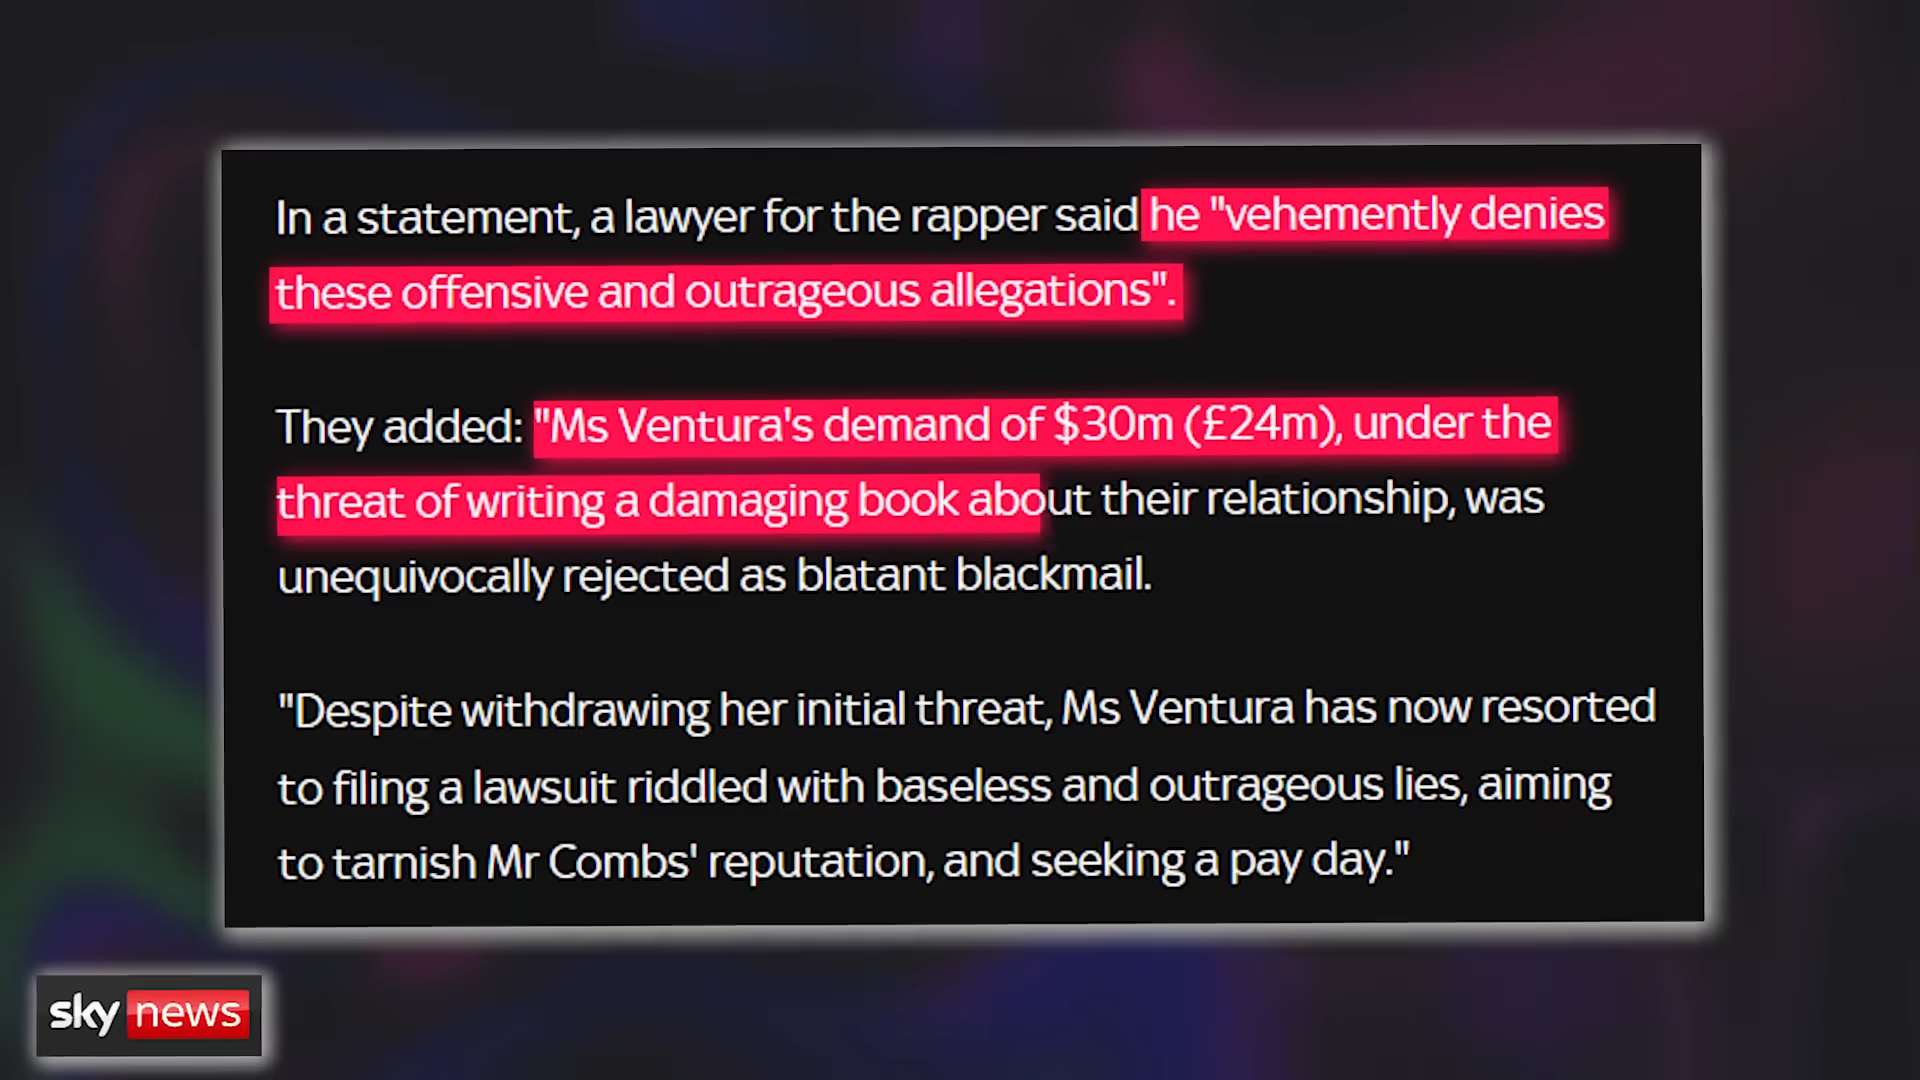 In a statement, a lawyer for the rapper said he "vehemently denies
these offensive and outrageous allegations".
They added: "Ms Ventura's demand of $30m (£24m), under the
threat of writing a damaging book about their relationship, was
unequivocally rejected as blatant blackmail.
"Despite withdrawing her initial threat, Ms Ventura has now resorted
to filing a lawsuit riddled with baseless and outrageous lies, aiming
to tarnish Mr Combs' reputation, and seeking a pay day."
sky news